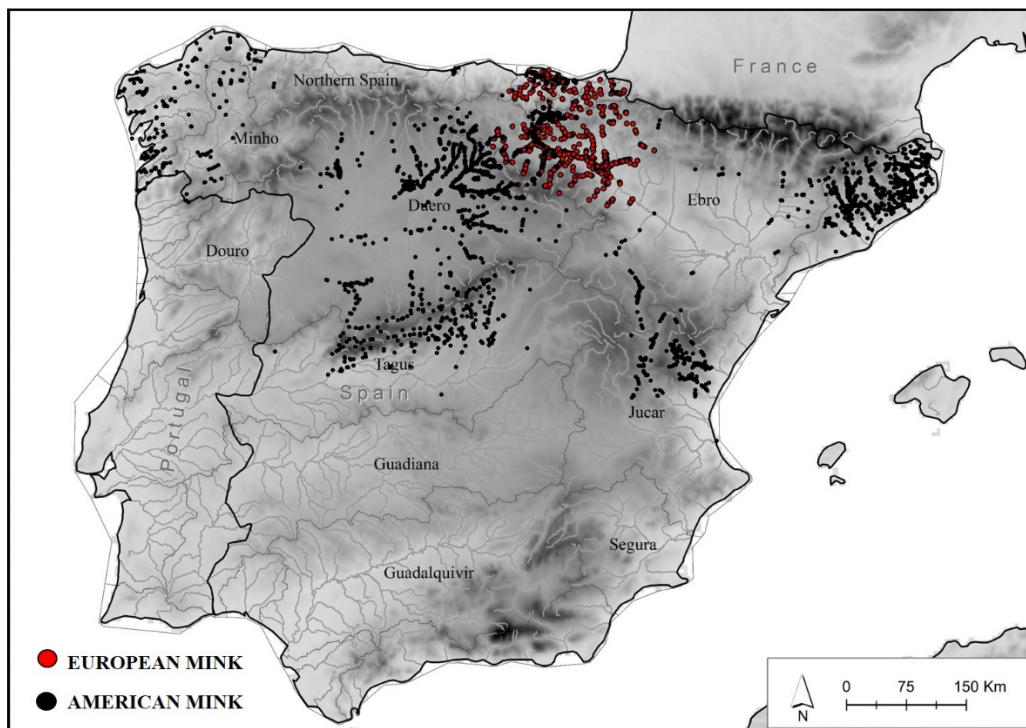 France
Northern Spain
Minho
Duero
Ebro
Douro
Tagus
Spain
Portugal
Jucar
Guadiana
Segura
Guadalquivir
EUROPEAN MINK
AMERICAN MINK
N
0 75 150 Km